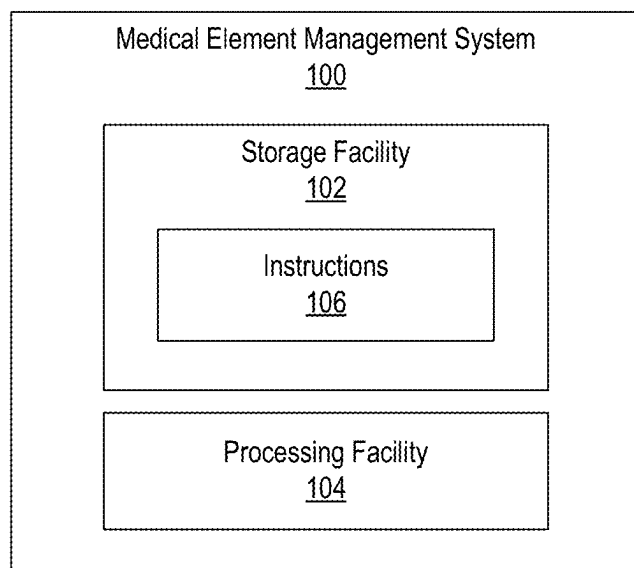 Medical Element Management System
100
Storage Facility
102
Instructions
106
Processing Facility
104